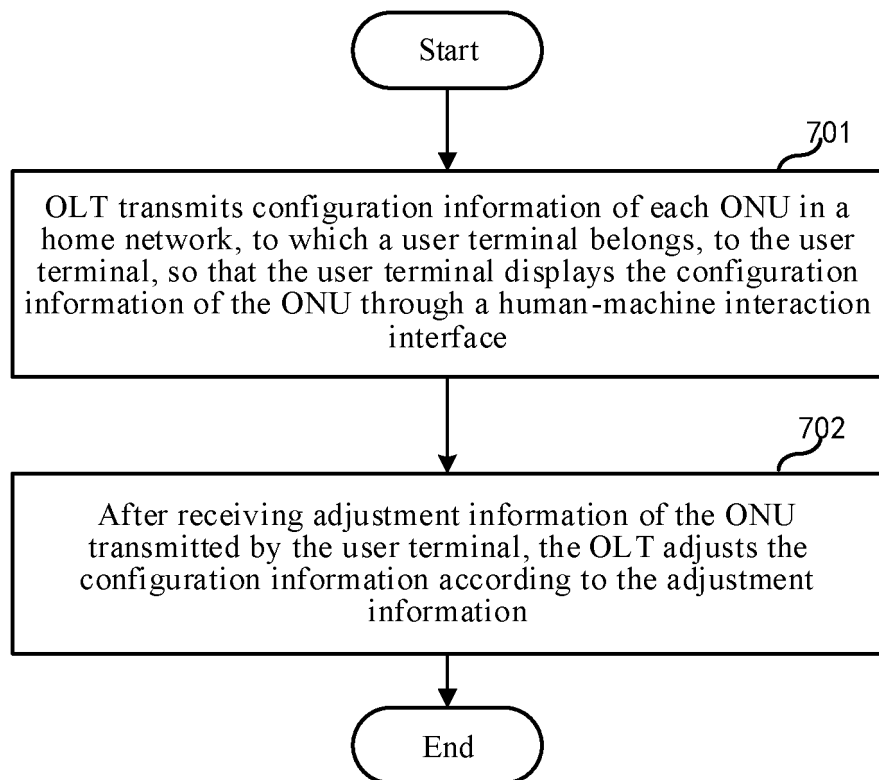 Start
701
OLT transmits configuration information of each ONU in a
home network, to which a user terminal belongs, to the user
terminal, so that the user terminal displays the configuration
information of the ONU through a human-machine interaction
interface
702
After receiving adjustment information of the ONU
transmitted by the user terminal, the OLT adjusts the
configuration information according to the adjustment
information
End